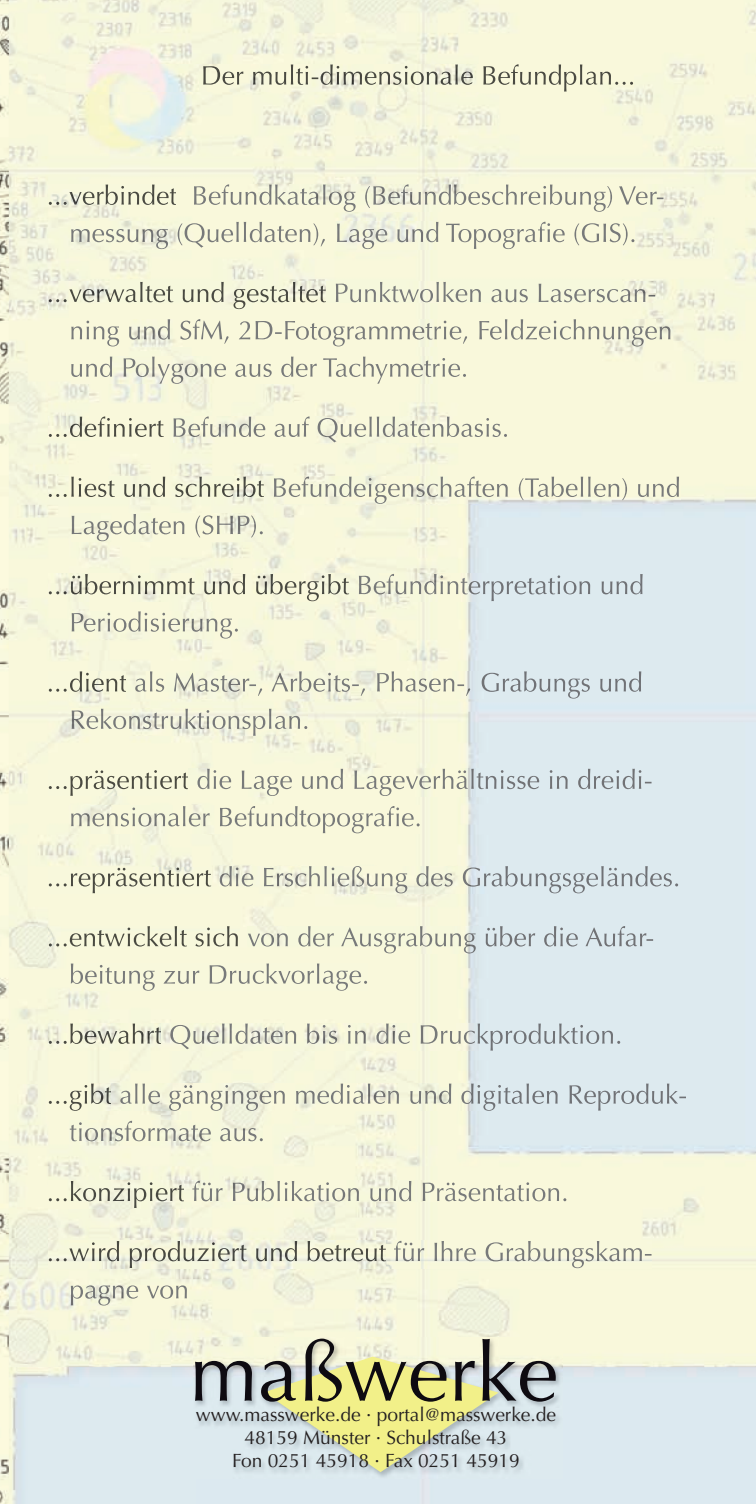 Der multi-dimensionale Befundplan...
...verbindet Befundkatalog (Befundbeschreibung) Ver-
messung (Quelldaten), Lage und Topografie (GIS).
...verwaltet und gestaltet Punktwolken aus Laserscan-
ning und SfM, 2D-Fotogrammetrie, Feldzeichnungen
und Polygone aus der Tachymetrie.
...definiert Befunde auf Quelldatenbasis.
...liest und schreibt Befundeigenschaften (Tabellen) und
Lagedaten (SHP).
...übernimmt und übergibt Befundinterpretation und
Periodisierung.
...dient als Master-, Arbeits-, Phasen-, Grabungs und
Rekonstruktionsplan.
...präsentiert die Lage und Lageverhältnisse in dreidi-
mensionaler Befundtopografie.
...repräsentiert die Erschließung des Grabungsgeländes.
...entwickelt sich von der Ausgrabung über die Aufar-
beitung zur Druckvorlage.
...bewahrt Quelldaten bis in die Druckproduktion.
...gibt alle gängingen medialen und digitalen Reproduk-
tionsformate aus.
...konzipiert für Publikation und Präsentation.
...wird produziert und betreut für Ihre Grabungskam-
pagne von
maßwerke
www.masswerke.de · portal@masswerke.de
48159 Münster · Schulstraße 43
Fon 0251 45918 · Fax 0251 45919